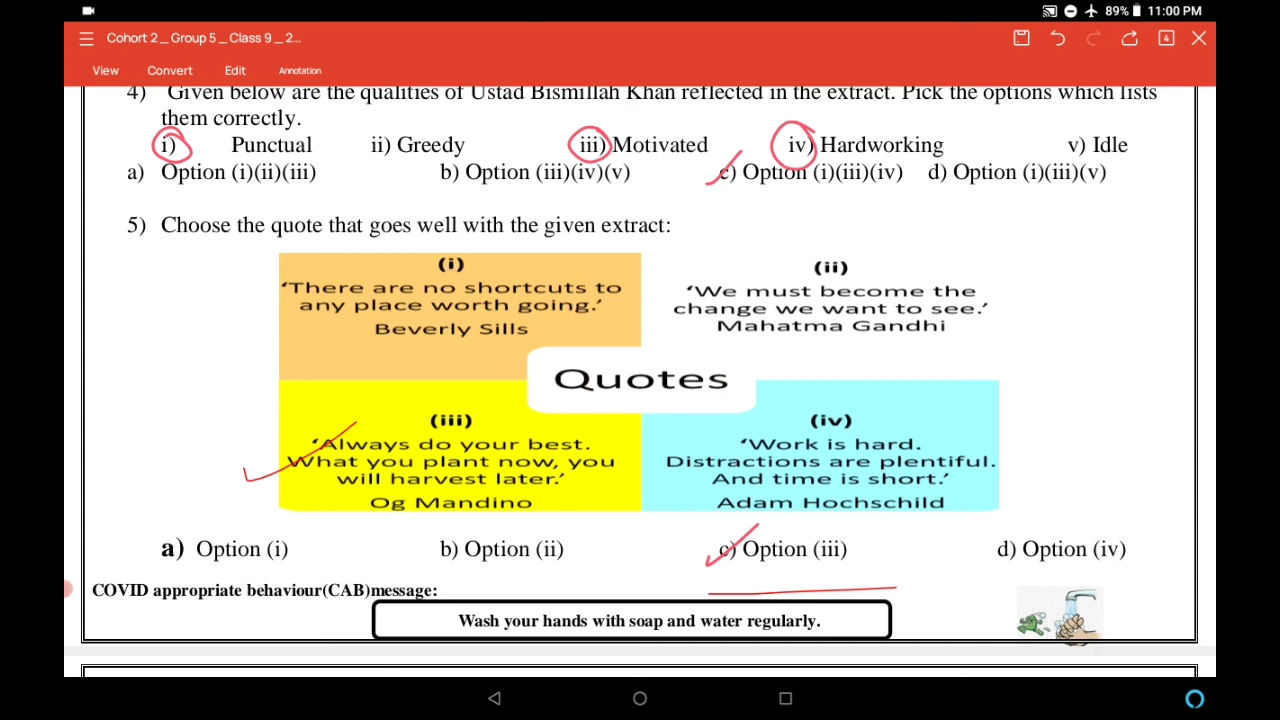 89% 11:00 PM
Cohort 2 _ Group 5 _ Class 9 _ 2...
4
View Convert Edit Annotation
4) Given below are the qualities of Ustad Bismillah Khan reflected in the extract. Pick the options which lists
them correctly.
i) Punctual ii) Greedy iii) Motivated iv) Hardworking v) Idle
a) Option (i)(ii)(iii) b) Option (iii)(iv)(v) c) Option (i)(iii)(iv) d) Option (i)(iii)(v)
5) Choose the quote that goes well with the given extract:
(i)
‘There are no shortcuts to
any place worth going.’
Beverly Sills
(ii)
‘We must become the
change we want to see.’
Mahatma Gandhi
Quotes
(iii)
‘Always do your best.
What you plant now, you
will harvest later.’
Og Mandino
(iv)
‘Work is hard.
Distractions are plentiful.
And time is short.’
Adam Hochschild
a) Option (i) b) Option (ii) c) Option (iii) d) Option (iv)
COVID appropriate behaviour(CAB)message:
Wash your hands with soap and water regularly.